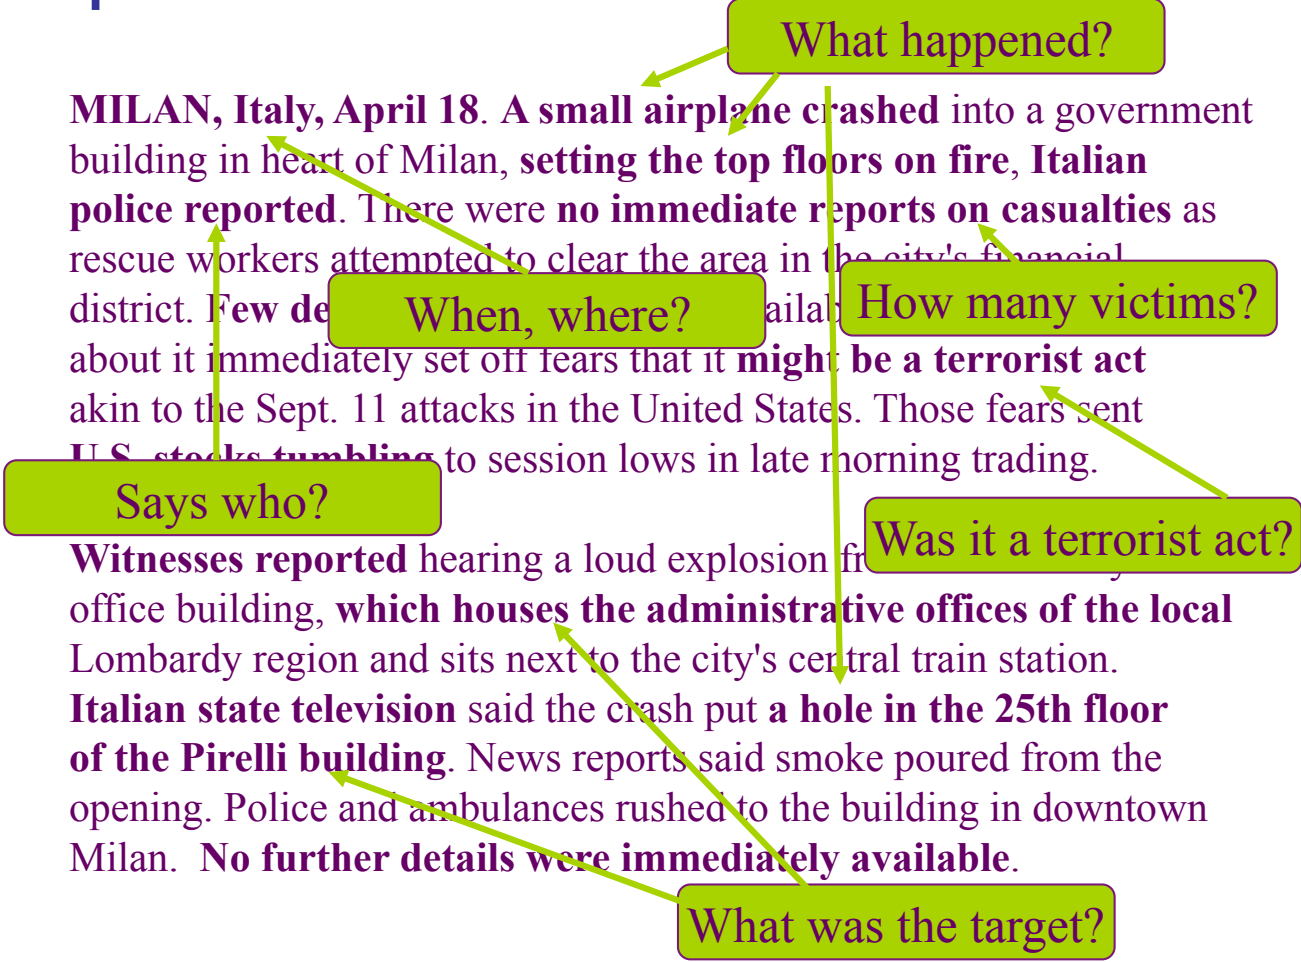 What happened?
MILAN, Italy, April 18. A small airplane crashed into a government
building in heart of Milan, setting the top floors on fire, Italian
police reported. There were no immediate reports on casualties as
rescue workers attempted to clear the area in the city's financial
district. Few
When, where?
How many victims?
about it immediately set off fears that it might be a terrorist act
akin to the Sept. 11 attacks in the United States. Those fears sent
U.S. stocks tumbling to session lows in late morning trading.
Says who?
Was it a terrorist act?
Witnesses reported hearing a loud explosion
office building, which houses the administrative offices of the local
Lombardy region and sits next to the city's central train station.
Italian state television said the crash put a hole in the 25th floor
of the Pirelli building. News reports said smoke poured from the
opening. Police and ambulances rushed to the building in downtown
Milan. No further details were immediately available.
What was the target?